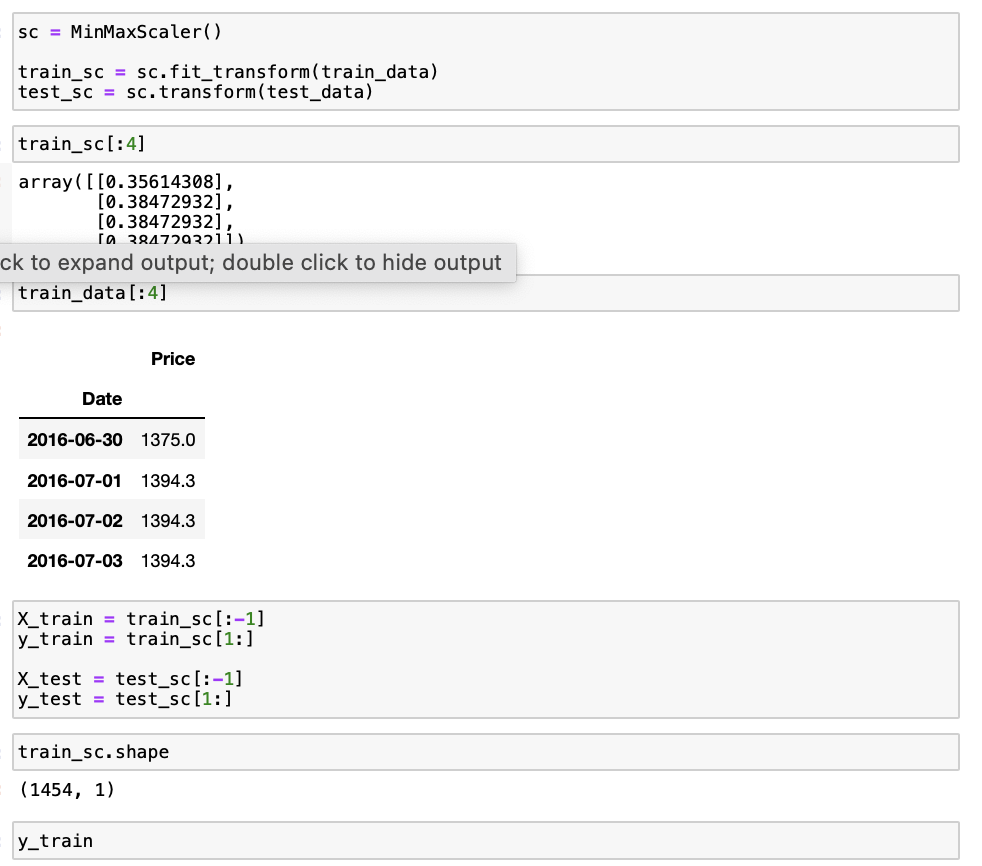 sc = MinMaxScaler()
train_sc = sc.fit_transform(train_data)
test_sc = sc.transform(test_data)
train_sc[:4]
array([[0.35614308],
[0.38472932],
[0.38472932],
[0.38472932]])
ck to expand output; double click to hide output
train_data[:4]
Price
Date
2016-06-30 1375.0
2016-07-01 1394.3
2016-07-02 1394.3
2016-07-03 1394.3
X_train = train_sc[:-1]
y_train = train_sc[1:]
X_test = test_sc[:-1]
y_test = test_sc[1:]
train_sc.shape
(1454, 1)
y_train